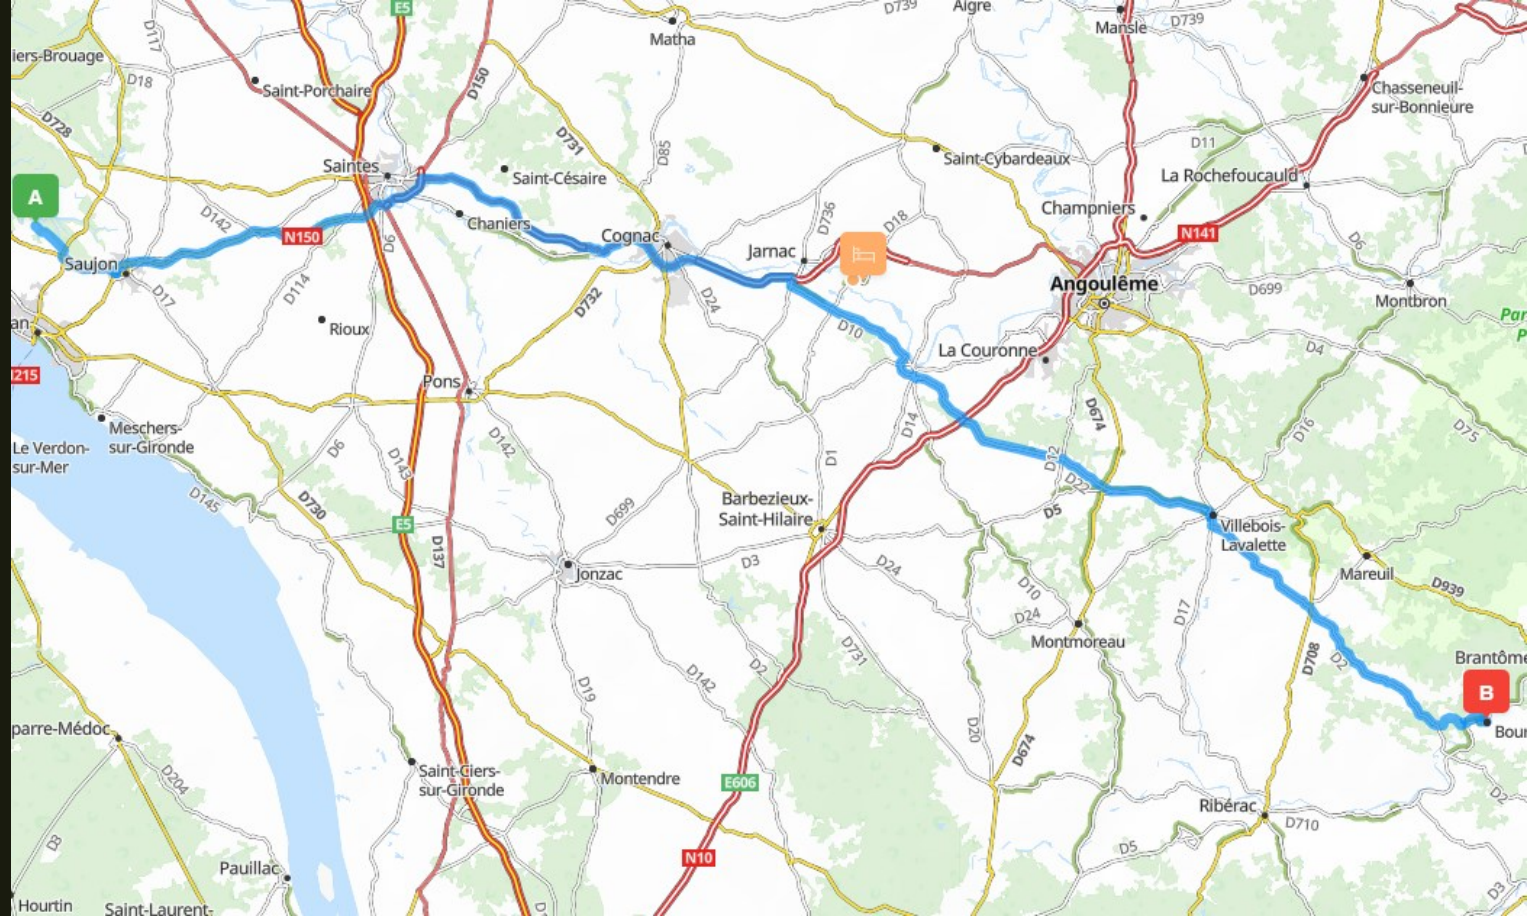 E5
D739
Aigre
Mansle
D739
D117
Matha
iers-Brouage
D18
Saint-Porchaire
D150
Chasseneuil-
sur-Bonnieure
D728
D731
D85
D11
Saintes
Saint-Césaire
Saint-Cybardeaux
La Rochefoucauld
A
D142
Chaniers
Cognac
D736
D18
Champniers
N150
D6
Jarnac
N141
D6
Saujon
D17
D114
D732
D24
Angoulême
D699
Montbron
an
Rioux
D10
La Couronne
Par
P
D4
215
Pons
Meschers-
sur-Gironde
D6
D142
D14
D674
D16
D75
Le Verdon-
sur-Mer
D143
D1
D12
D22
D145
D730
D699
Barbezieux-
Saint-Hilaire
D5
Villebois-
Lavalette
E5
D137
D3
D24
D10
Mareuil
D939
Jonzac
D24
D17
Montmoreau
D731
D2
D142
D708
D2
Brantôme
B
D19
D20
parre-Médoc
Bour
D674
D204
Saint-Ciers-
sur-Gironde
Montendre
E606
D2
Ribérac
D710
D3
D5
N10
Pauillac
D3
Hourtin
Saint-Laurent-
D1